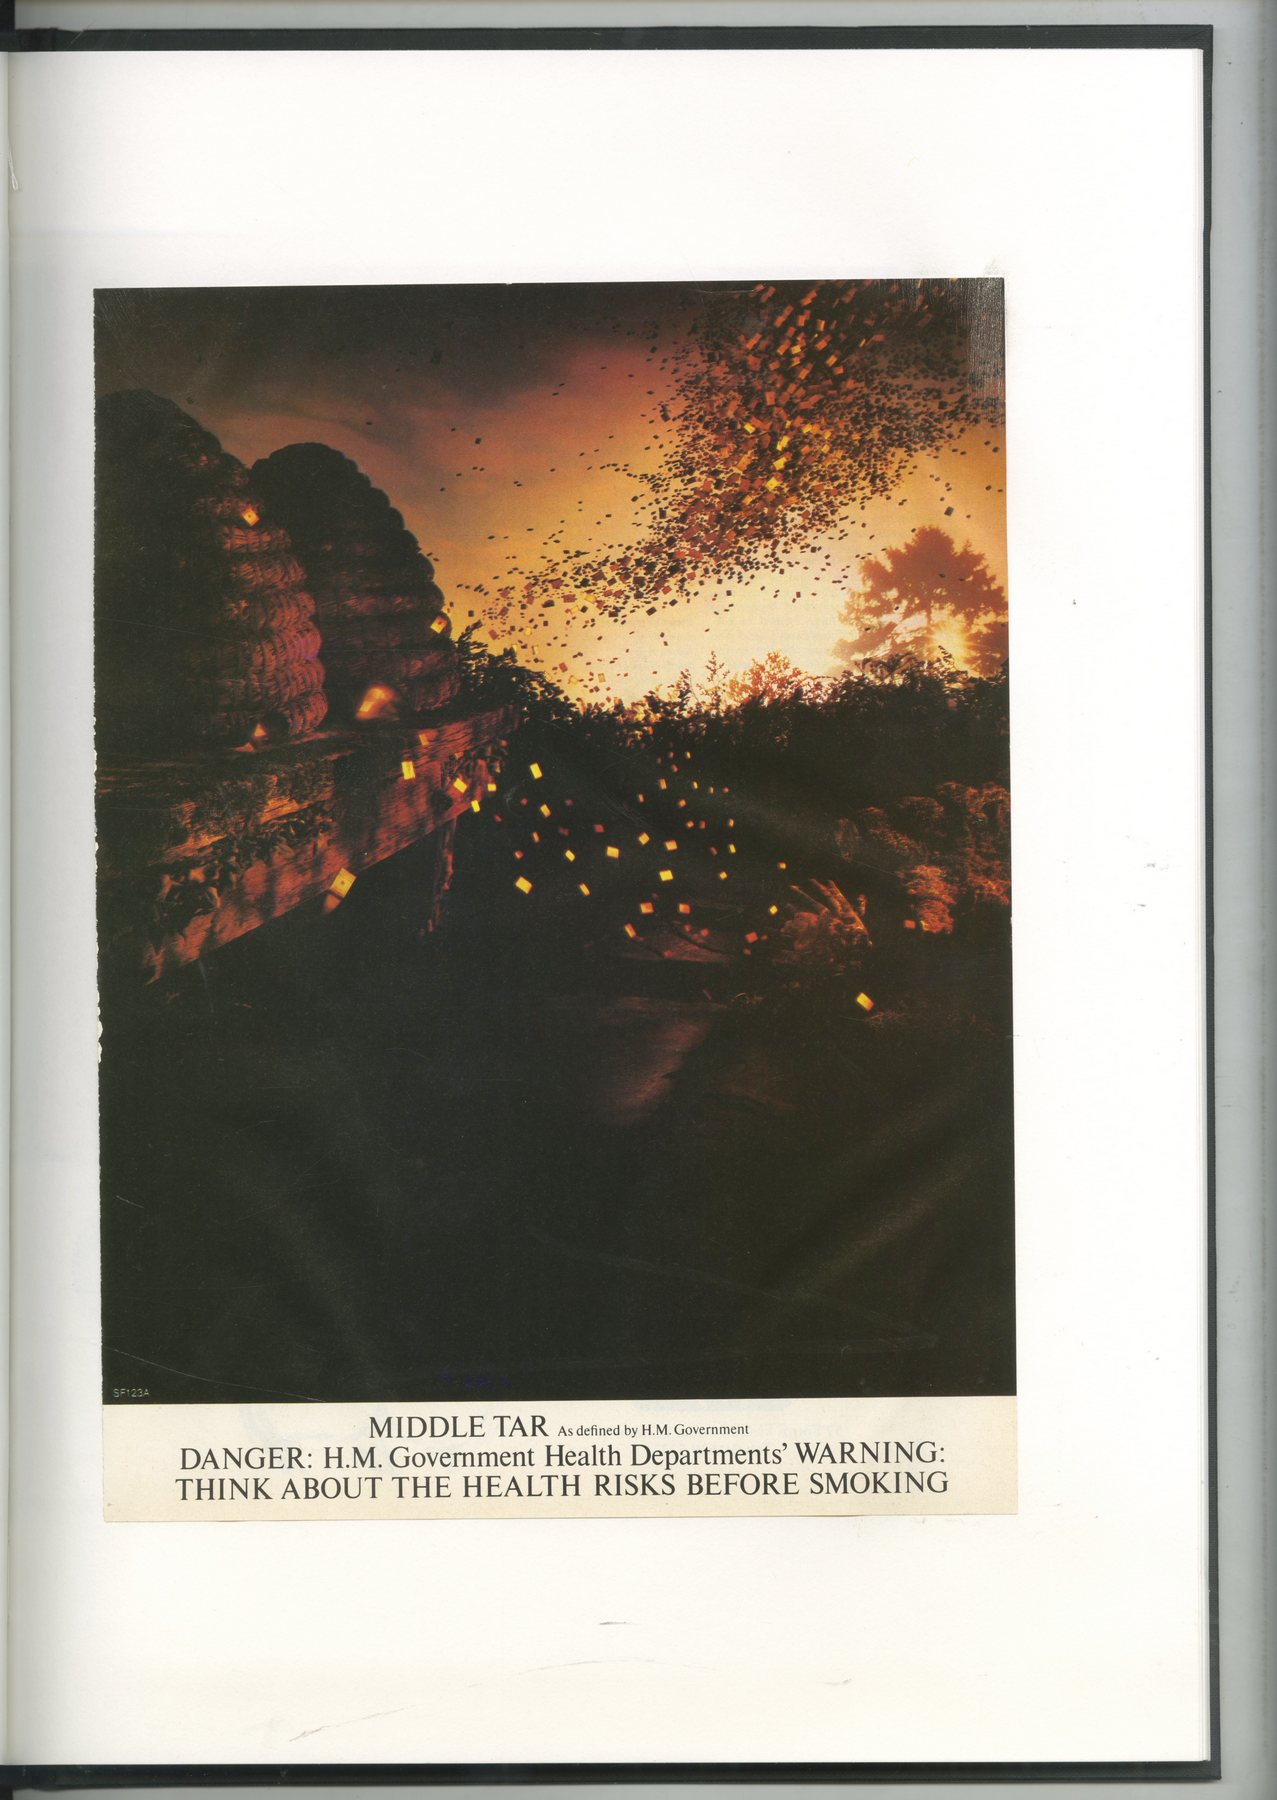 SF123A
MIDDLE TAR As defined by H.M. Government
DANGER: H.M. Government Health Departments' WARNING:
THINK ABOUT THE HEALTH RISKS BEFORE SMOKING